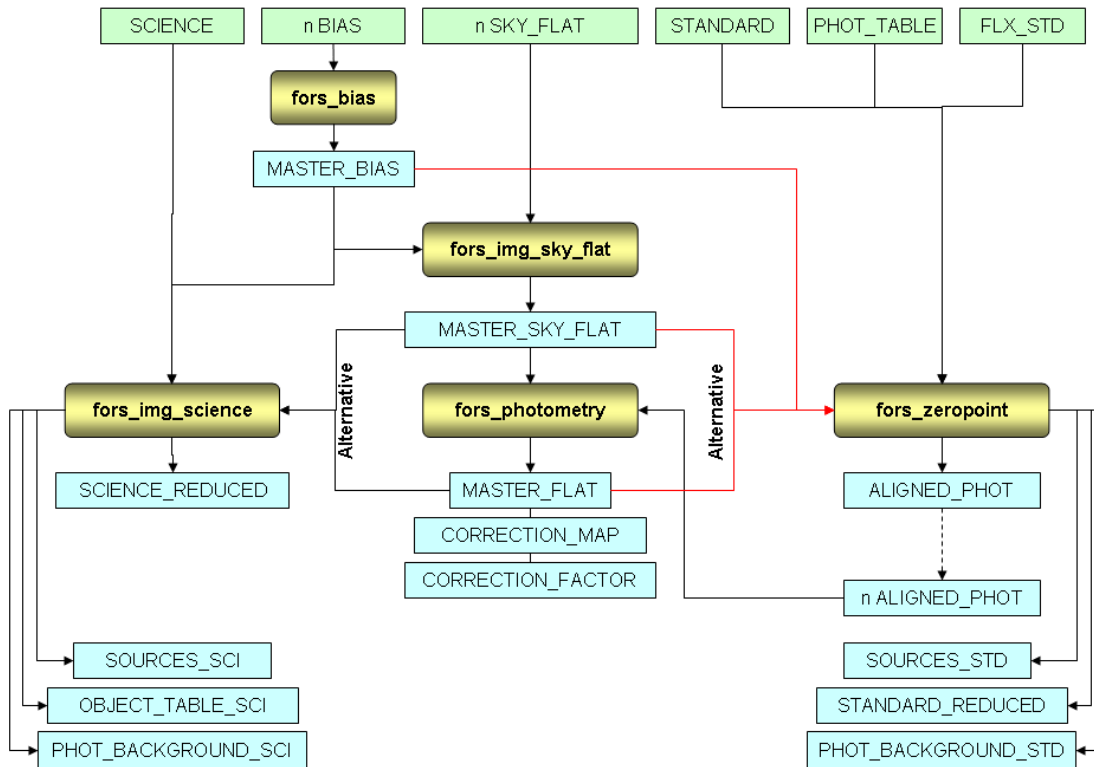 SCIENCE
n BIAS
n SKY_FLAT
STANDARD
PHOT_TABLE
FLX_STD
fors_bias
MASTER_BIAS
fors_img_sky_flat
MASTER_SKY_FLAT
Alternative
Alternative
fors_img_science
fors_photometry
fors_zeropoint
SCIENCE_REDUCED
MASTER_FLAT
ALIGNED_PHOT
CORRECTION_MAP
CORRECTION_FACTOR
n ALIGNED_PHOT
SOURCES_SCI
SOURCES_STD
OBJECT_TABLE_SCI
STANDARD_REDUCED
PHOT_BACKGROUND_SCI
PHOT_BACKGROUND_STD